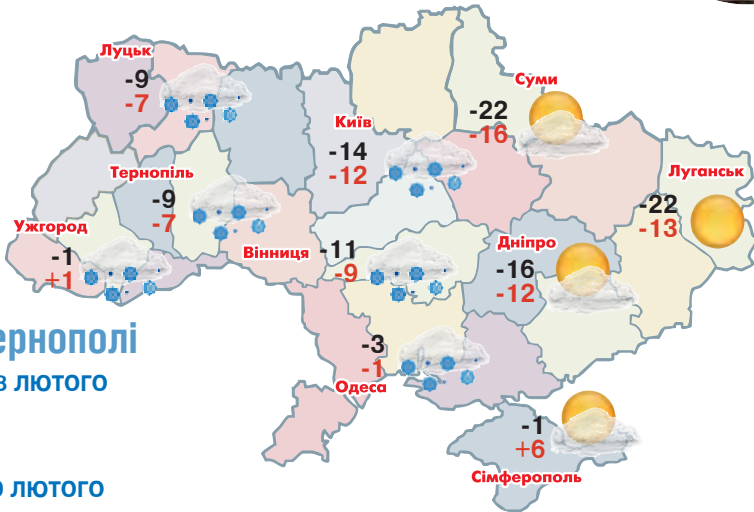 Луцьк
-9
-7
Суми
-22
-16
Київ
-14
-12
Тернопіль
-9
-7
Луганськ
-22
-13
Ужгород
-1
+1
Вінниця
-11
-9
Дніпро
-16
-12
ернополі
лютого
-3
-1
Одеса
-1
+6
Сімферополь
лютого